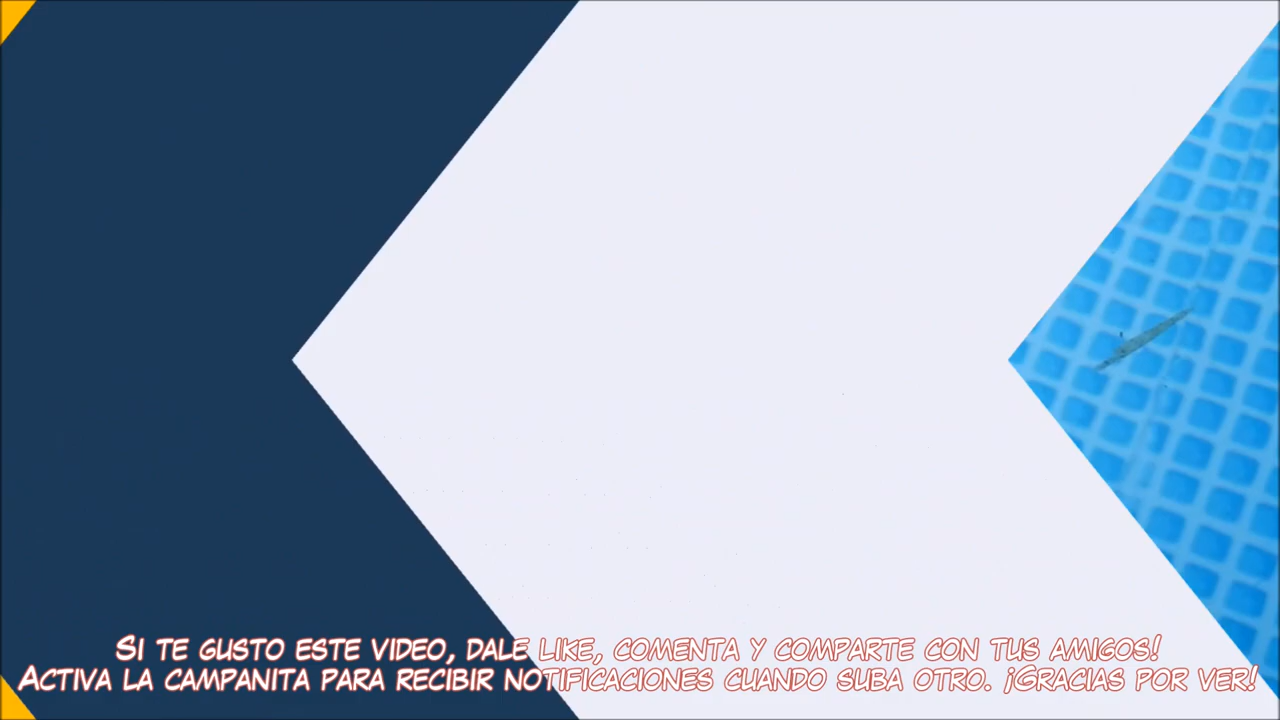 Si te gusto este video, dale like, comenta y comparte con tus amigos!
Activa la campanita para recibir notificaciones cuando suba otro. ¡Gracias por ver!